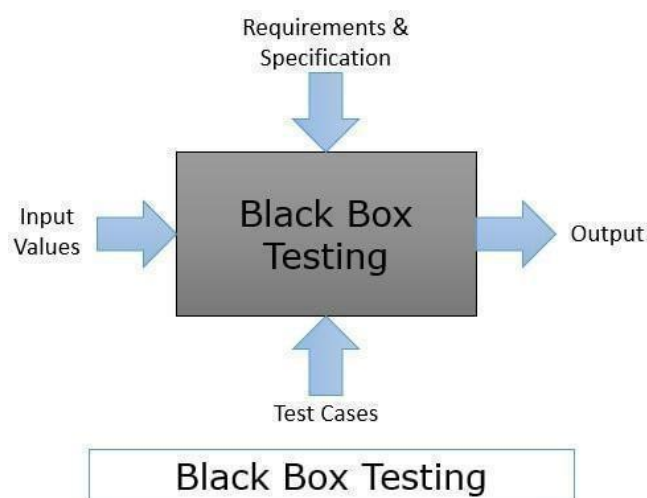 Requirements &
Specification
Input
Values
Black Box
Testing
Output
Test Cases
Black Box Testing